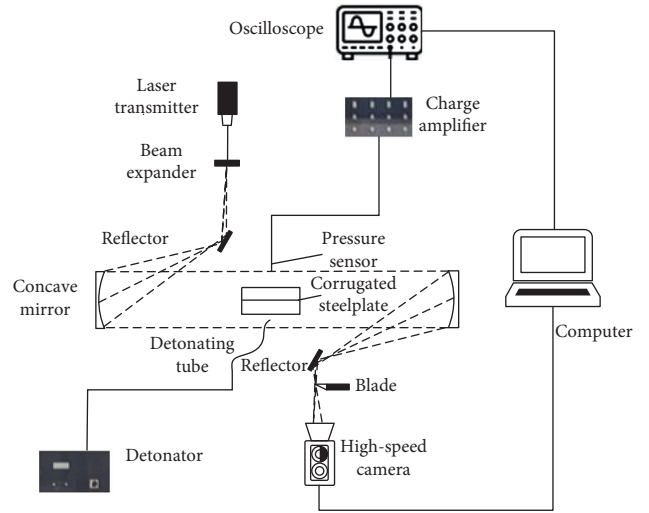 Oscilloscope
Laser
transmitter
Charge
amplifier
Beam
expander
Reflector
Pressure
sensor
Concave
mirror
Corrugated
steelplate
Computer
Detonating
tube
Reflector
Blade
Detonator
High-speed
camera